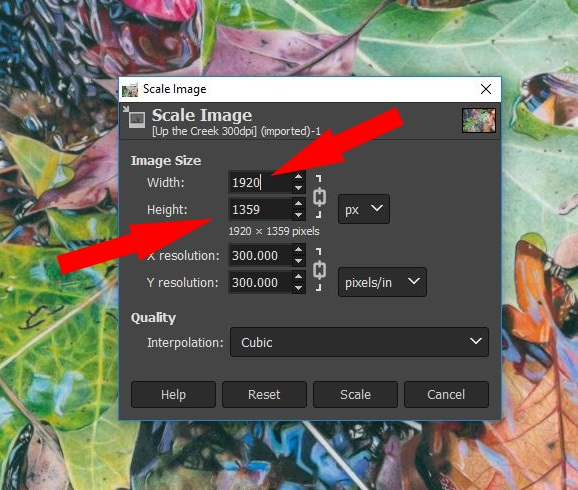 Scale Image
Scale Image
[Up the Creek 300dpi] (imported)-1
Image Size
Width: 1920
Height: 1359 px
1920 × 1359 pixels
X resolution: 300.000
Y resolution: 300.000 pixels/in
Quality
Interpolation: Cubic
Help Reset Scale Cancel